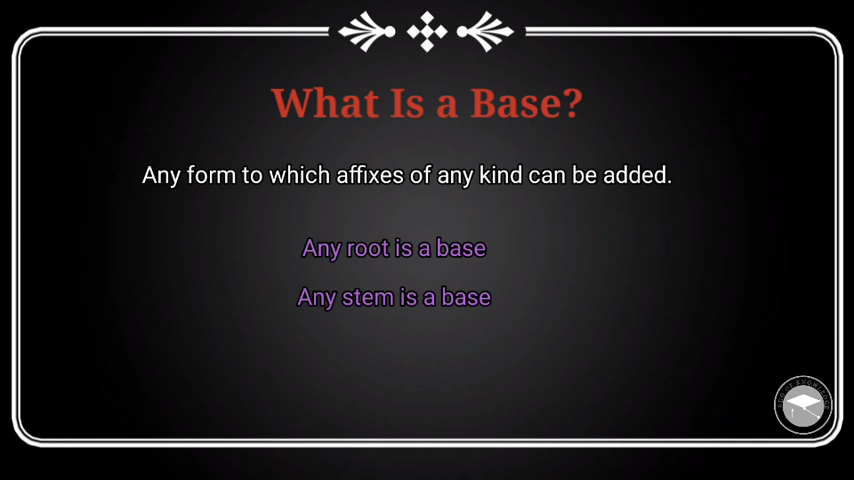 What Is a Base?
Any form to which affixes of any kind can be added.
Any root is a base
Any stem is a base